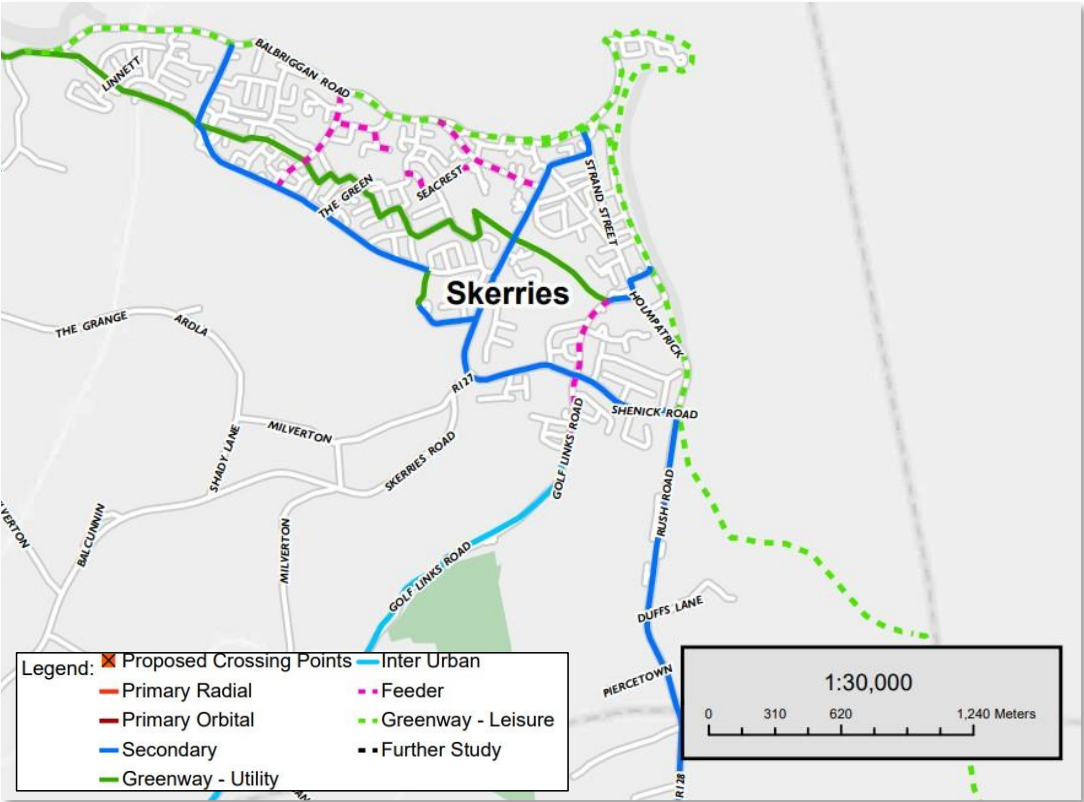 BALBRIGGAN ROAD
LINNETT
SEACREST
THE GREEN
STRAND STREET
Skerries
HOLMPATRICK
THE GRANGE
ARDLA
R127
SHENICK ROAD
MILVERTON
GOLF LINKS ROAD
SHADY LANE
SKERRIES ROAD
RUSH ROAD
BALCUNNIN
MILVERTON
LVERTON
GOLF LINKS ROAD
DUFFS LANE
PIERCETOWN
R128
AN
Legend:
Proposed Crossing Points
Primary Radial
Primary Orbital
Secondary
Greenway - Utility
Inter Urban
Feeder
Greenway - Leisure
Further Study
1:30,000
0 310 620 1,240 Meters